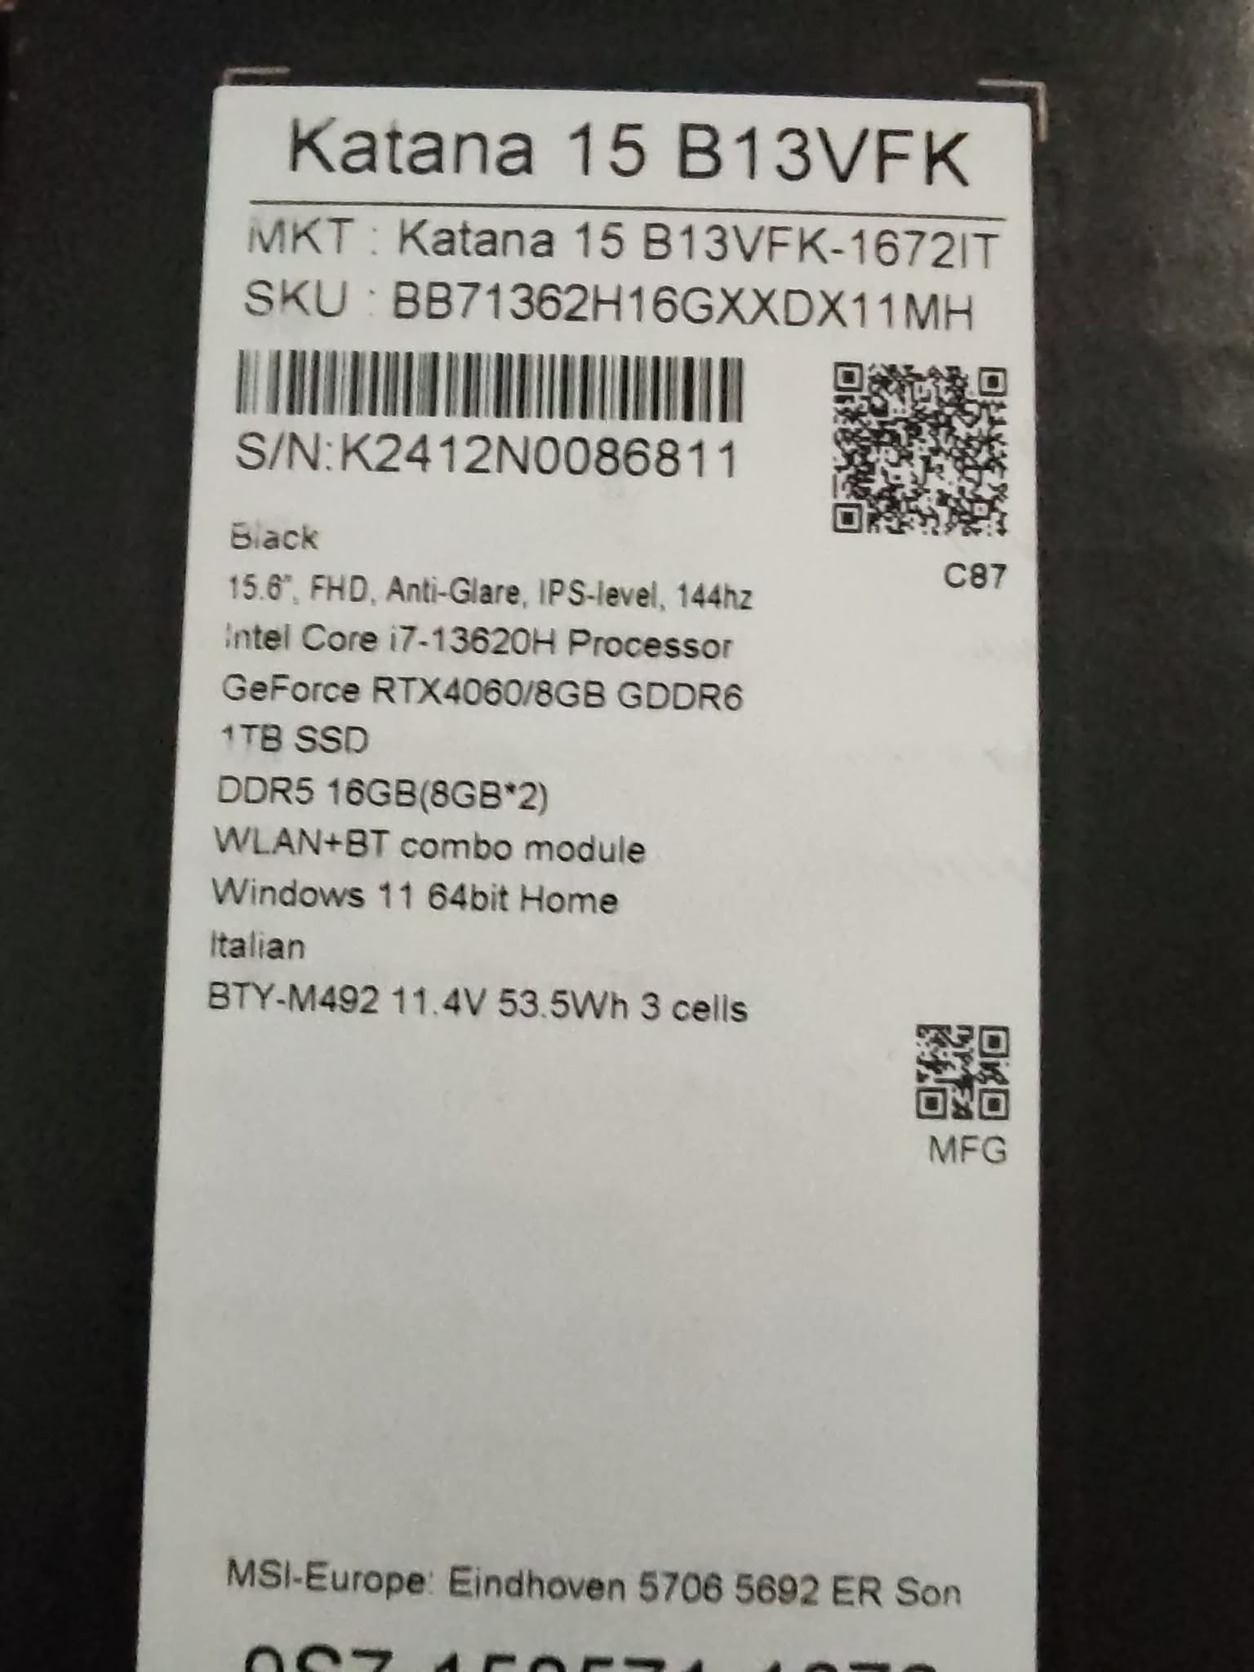 Katana 15 B13VFK
MKT : Katana 15 B13VFK-1672IT
SKU : BB71362H16GXXDX11MH
S/N:K2412N0086811
Black
C87
15.6", FHD, Anti-Glare, IPS-level, 144hz
Intel Core i7-13620H Processor
GeForce RTX4060/8GB GDDR6
1TB SSD
DDR5 16GB(8GB*2)
WLAN+BT combo module
Windows 11 64bit Home
Italian
BTY-M492 11.4V 53.5Wh 3 cells
MFG
MSI-Europe: Eindhoven 5706 5692 ER Son